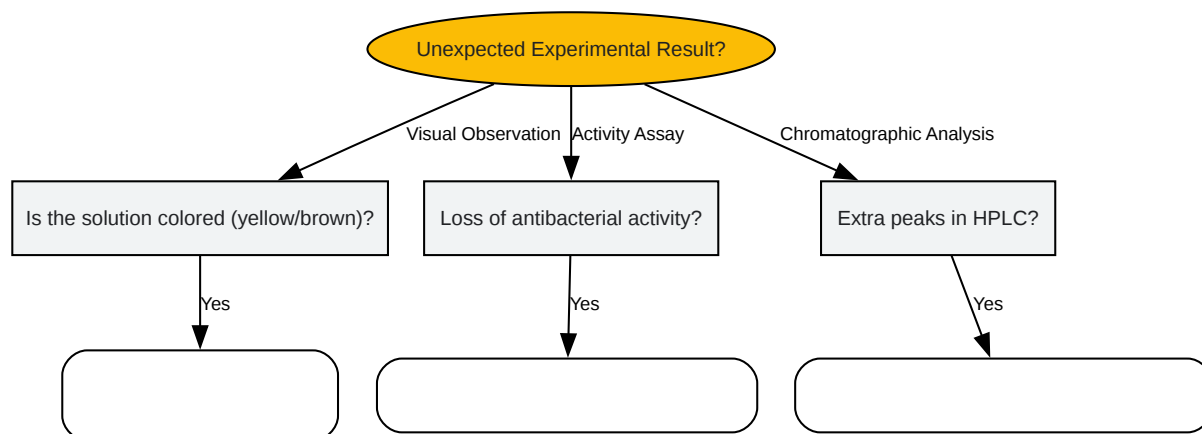 Unexpected Experimental Result?
Visual Observation
Activity Assay
Chromatographic Analysis
Is the solution colored (yellow/brown)?
Loss of antibacterial activity?
Extra peaks in HPLC?
Yes
Yes
Yes